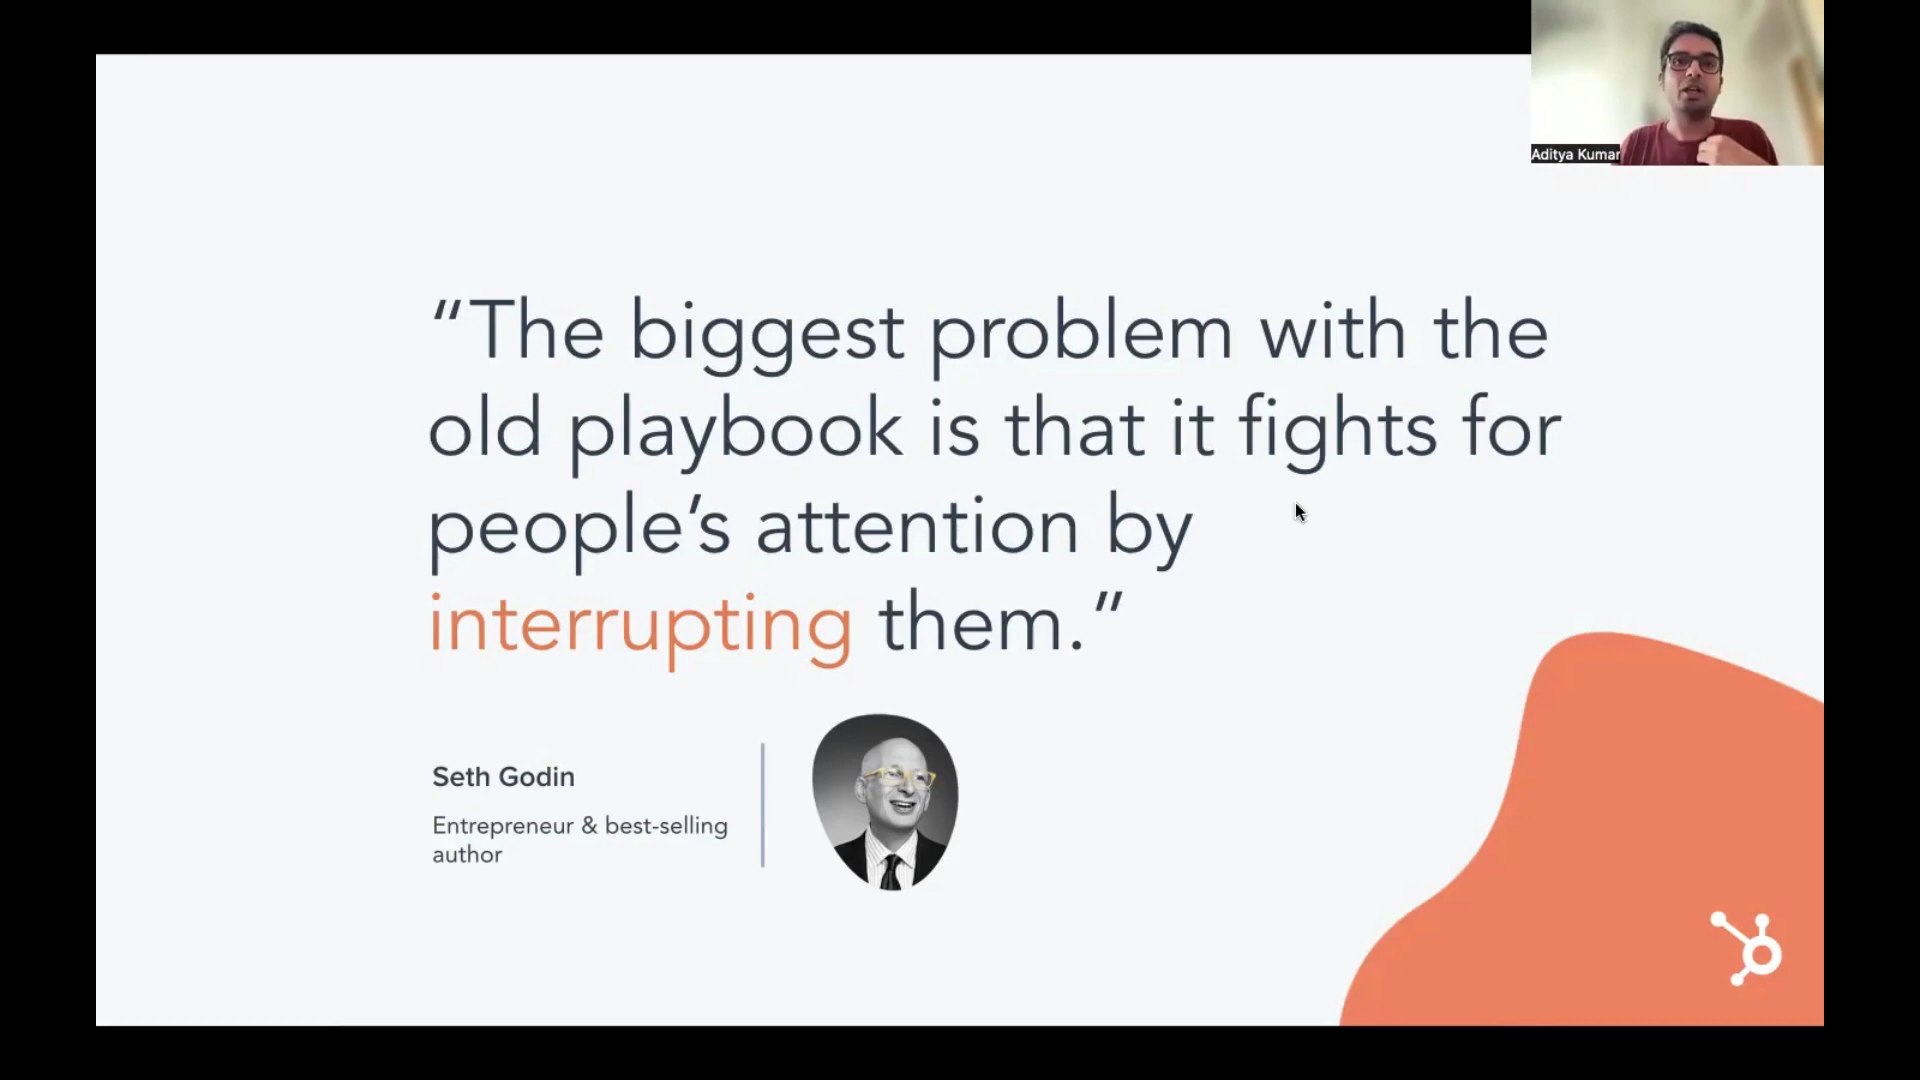 Aditya Kumar
“The biggest problem with the
old playbook is that it fights for
people’s attention by
interrupting them.”
Seth Godin
Entrepreneur & best-selling
author